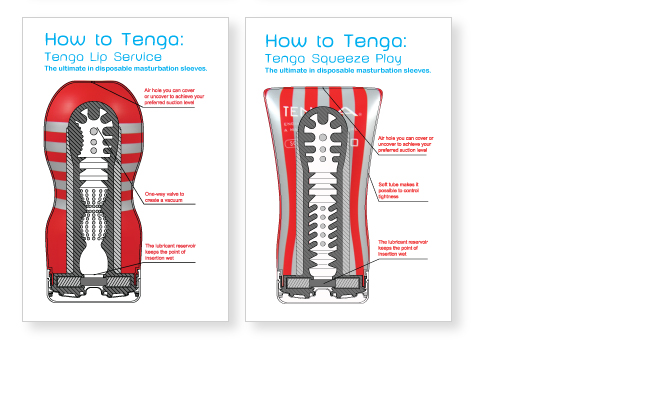 How to Tenga:
Tenga Lip Service
The ultimate in disposable masturbation sleeves.
Air hole you can cover
or uncover to achieve your
preferred suction level
One-way valve to
create a vacuum
The lubricant reservoir
keeps the point of
insertion wet
How to Tenga:
Tenga Squeeze Play
The ultimate in disposable masturbation sleeves.
Air hole you can cover or
uncover to achieve your
preferred suction level
Soft tube makes it
possible to control
tightness
The lubricant reservoir
keeps the point of
insertion wet